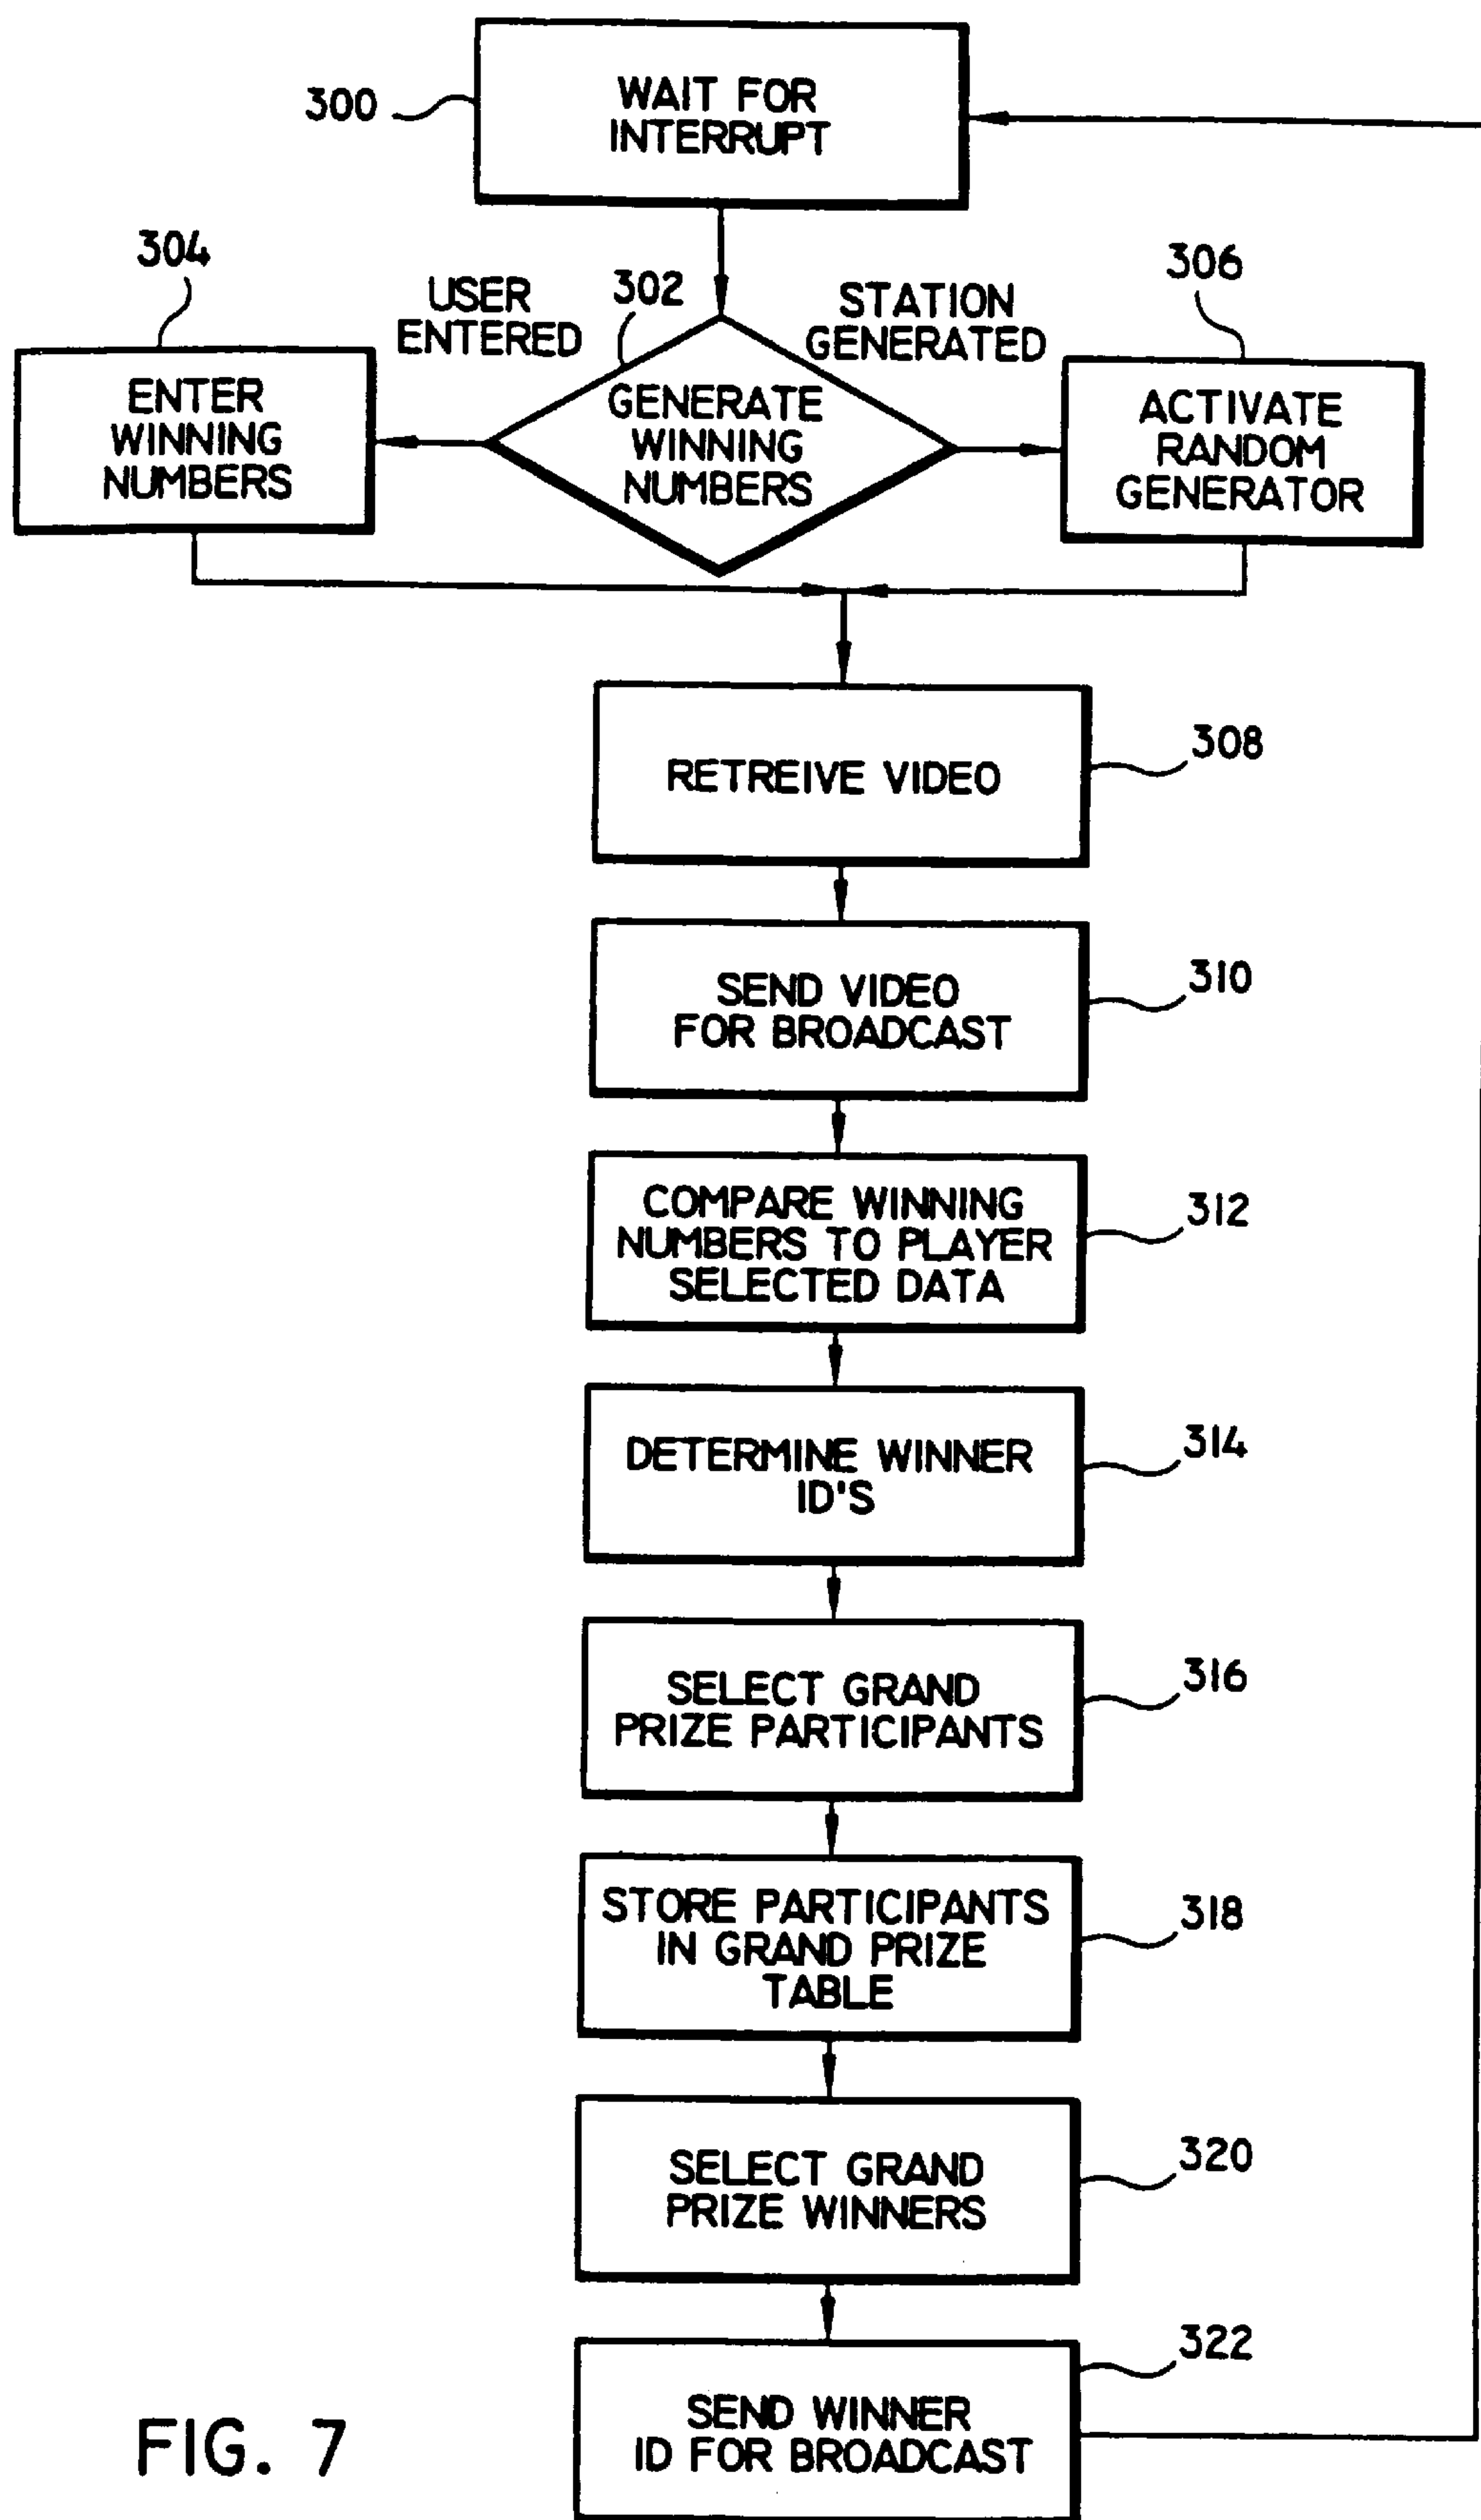 WAIT FOR
INTERRUPT
300
304
USER
ENTERED
302
STATION
GENERATED
306
ENTER
WINNING
NUMBERS
GENERATE
WINNING
NUMBERS
ACTIVATE
RANDOM
GENERATOR
RETREIVE VIDEO
308
SEND VIDEO
FOR BROADCAST
310
COMPARE WINNING
NUMBERS TO PLAYER
SELECTED DATA
312
DETERMINE WINNER
ID'S
314
SELECT GRAND
PRIZE PARTICIPANTS
316
STORE PARTICIPANTS
IN GRAND PRIZE
TABLE
318
SELECT GRAND
PRIZE WINNERS
320
SEND WINNER
ID FOR BROADCAST
322
FIG. 7